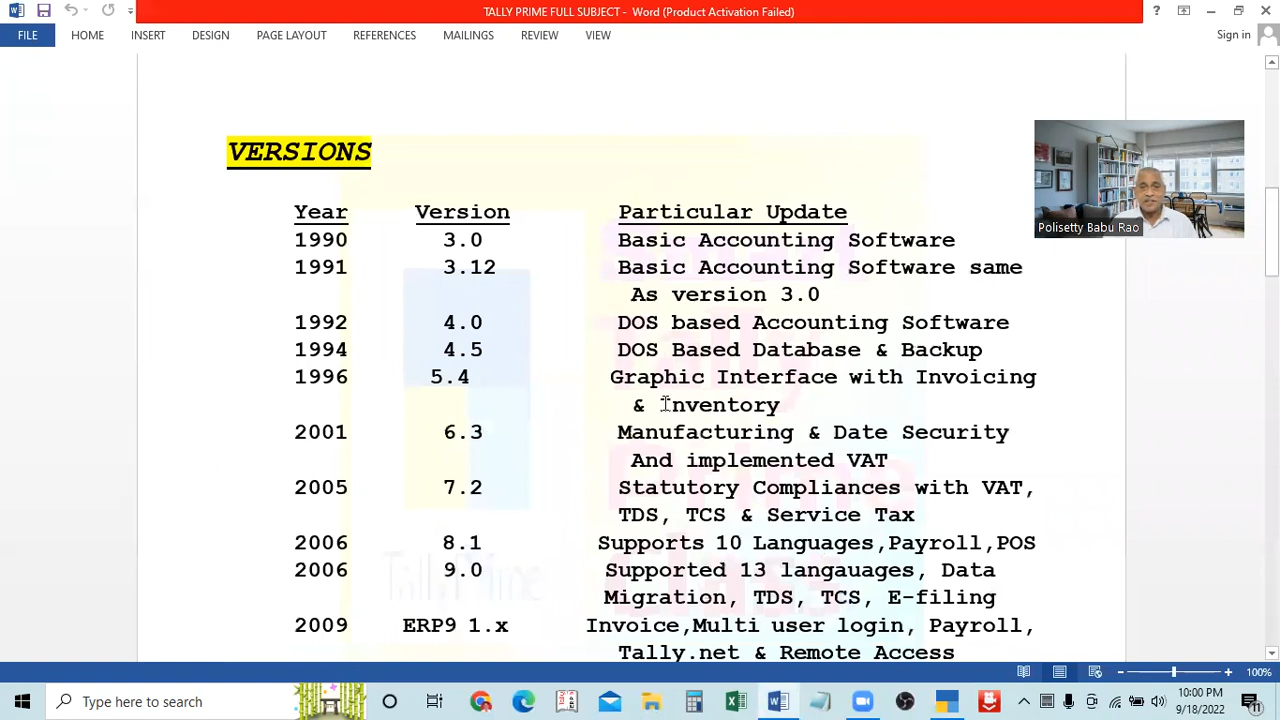 TALLY PRIME FULL SUBJECT - Word (Product Activation Failed)
FILE HOME INSERT DESIGN PAGE LAYOUT REFERENCES MAILINGS REVIEW VIEW Sign in
VERSIONS
Year Version Particular Update
1990 3.0 Basic Accounting Software
1991 3.12 Basic Accounting Software same
As version 3.0
1992 4.0 DOS based Accounting Software
1994 4.5 DOS Based Database & Backup
1996 5.4 Graphic Interface with Invoicing
& Inventory
2001 6.3 Manufacturing & Date Security
And implemented VAT
2005 7.2 Statutory Compliances with VAT,
TDS, TCS & Service Tax
2006 8.1 Supports 10 Languages,Payroll,POS
2006 9.0 Supported 13 langauages, Data
Migration, TDS, TCS, E-filing
2009 ERP9 1.x Invoice,Multi user login, Payroll,
Tally.net & Remote Access
Polisetty Babu Rao
Tally Prime
Class
100%
Type here to search
10:00 PM
9/18/2022